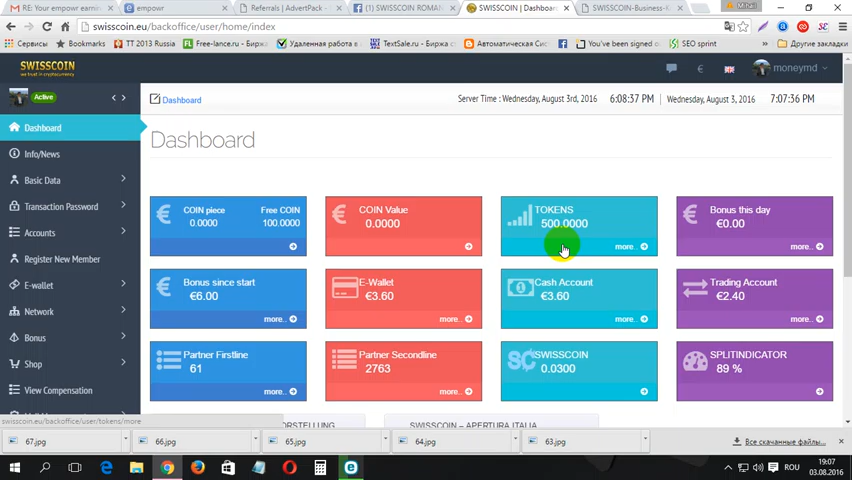 RE: Your empowr earnin
empowr
Referrals | AdvertPack -
(1) SWISSCOIN ROMAN
SWISSCOIN | Dashboar
SWISSCOIN-Business-K
Mihail
swisscoin.eu/backoffice/user/home/index
Сервисы
Bookmarks
TT 2013 Russia
Free-lance.ru - Бирж
Удаленная работа в
TextSale.ru - Биржа с
Автоматическая Сист
You've been signed o
SEO sprint
Другие закладки
SWISSCOIN
we trust in cryptocurrency
moneymd
Active
Dashboard
Server Time : Wednesday, August 3rd, 2016
6:08:37 PM
Wednesday, August 3, 2016
7:07:36 PM
Dashboard
Info/News
Basic Data
Transaction Password
Accounts
Register New Member
E-wallet
Network
Bonus
Shop
View Compensation
Dashboard
COIN piece
0.0000
Free COIN
100.0000
COIN Value
0.0000
TOKENS
500.0000
more..
Bonus this day
€0.00
more..
Bonus since start
€6.00
more..
E-Wallet
€3.60
more..
Cash Account
€3.60
more..
Trading Account
€2.40
more..
Partner Firstline
61
more..
Partner Secondline
2763
more..
SWISSCOIN
0.0300
SPLITINDICATOR
89 %
ORSTELLUNG
SWISSCOIN – APERTURA ITALIA
swisscoin.eu/backoffice/user/tokens/more
67.jpg
66.jpg
65.jpg
64.jpg
63.jpg
Все скачанные файлы...
ROU
19:07
03.08.2016